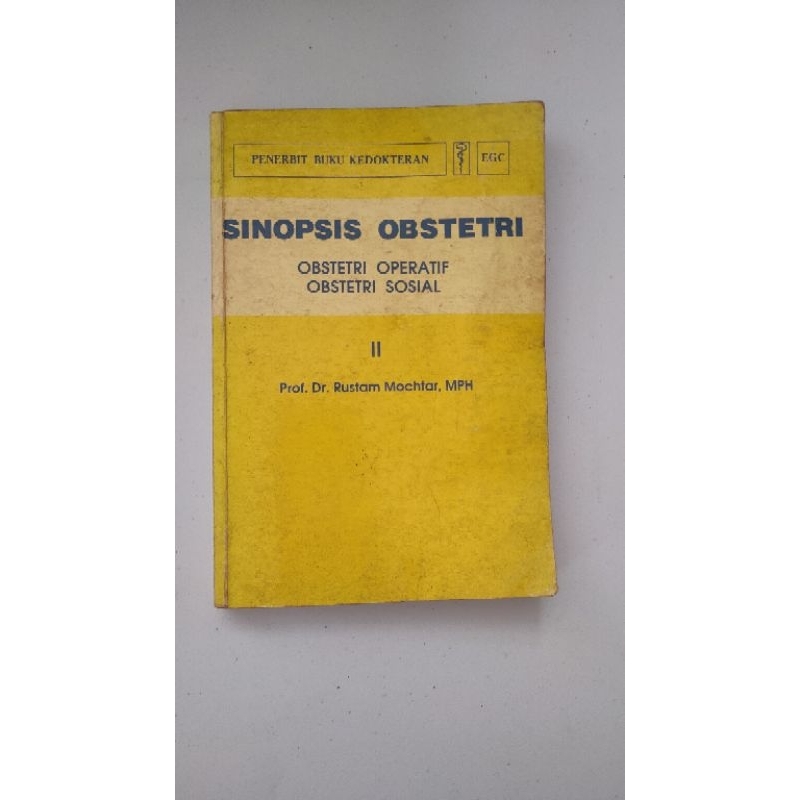 PENERBIT BUKU KEDOKTERAN EGC
SINOPSIS OBSTETRI
OBSTETRI OPERATIF
OBSTETRI SOSIAL
II
Prof. Dr. Rustam Mochtar, MPH